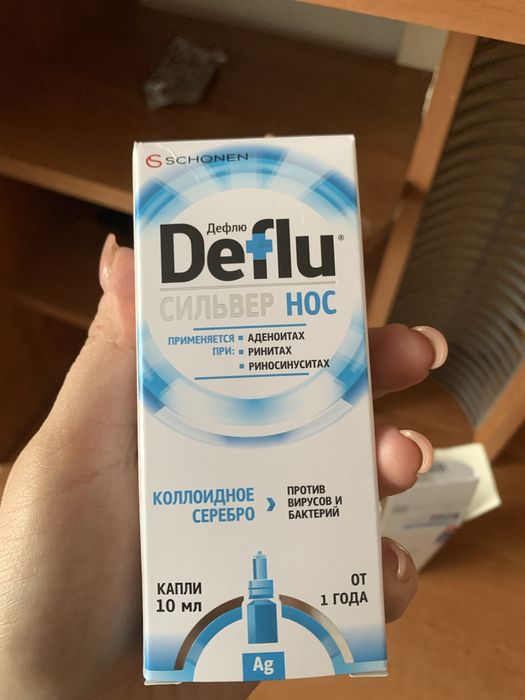 SCHONEN
Дефлю
Deflu®
СИЛЬВЕР НОС
ПРИМЕНЯЕТСЯ ПРИ:
АДЕНОИТАХ
РИНИТАХ
РИНОСИНУСИТАХ
КОЛЛОИДНОЕ
СЕРЕБРО
ПРОТИВ
ВИРУСОВ И
БАКТЕРИЙ
КАПЛИ
10 мл
ОТ
1 ГОДА
Ag